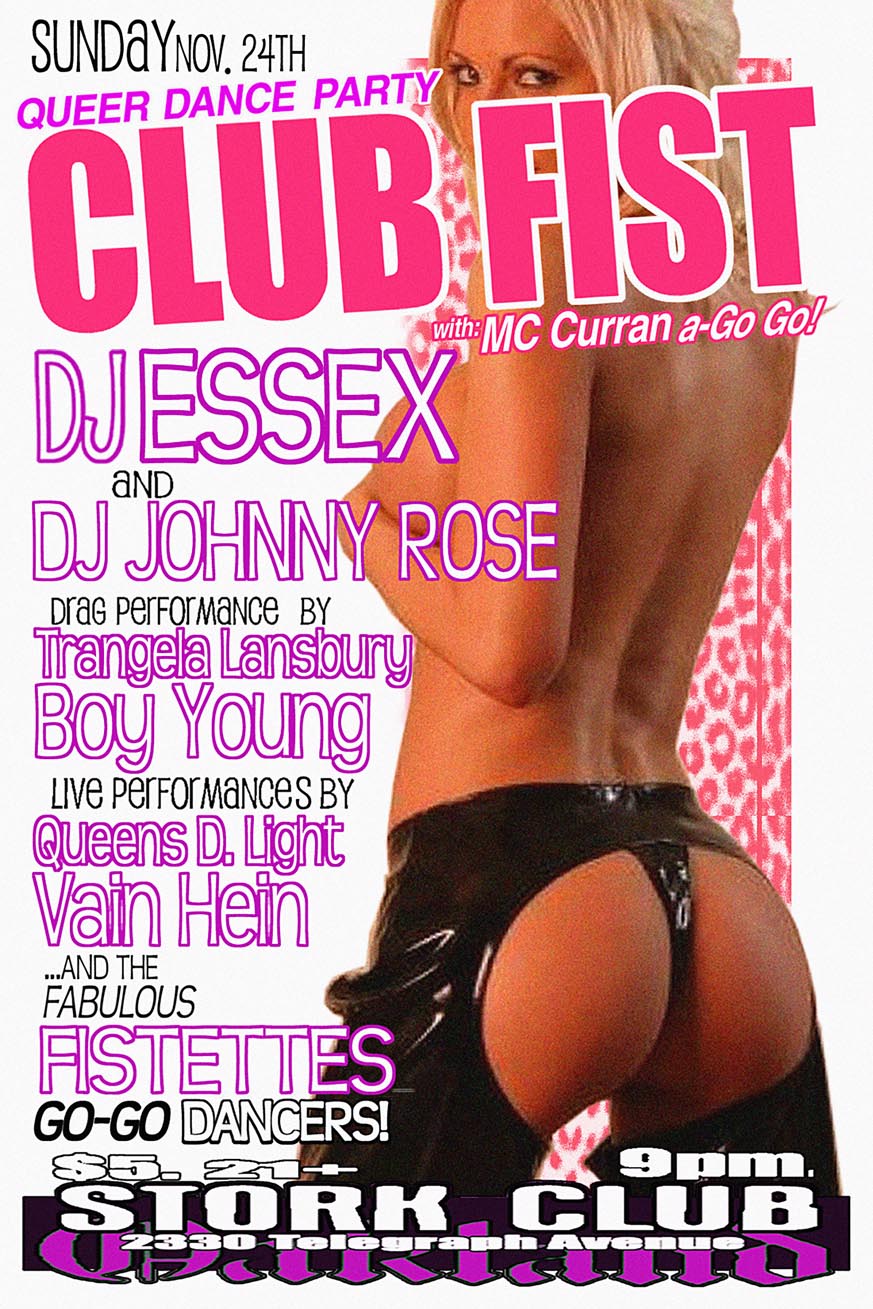 SUNDAY NOV. 24TH
QUEER DANCE PARTY
CLUB FIST
with: MC Curran a-Go Go!
DJ ESSEX
AND
DJ JOHNNY ROSE
Drag Performance by
Trangela Lansbury
Boy Young
Live Performances by
Queens D. Light
Vain Hein
...AND THE
FABULOUS
FISTETTES
GO-GO DANCERS!
$5. 21+ 9pm.
STORK CLUB
2330 Telegraph Avenue
Oakland